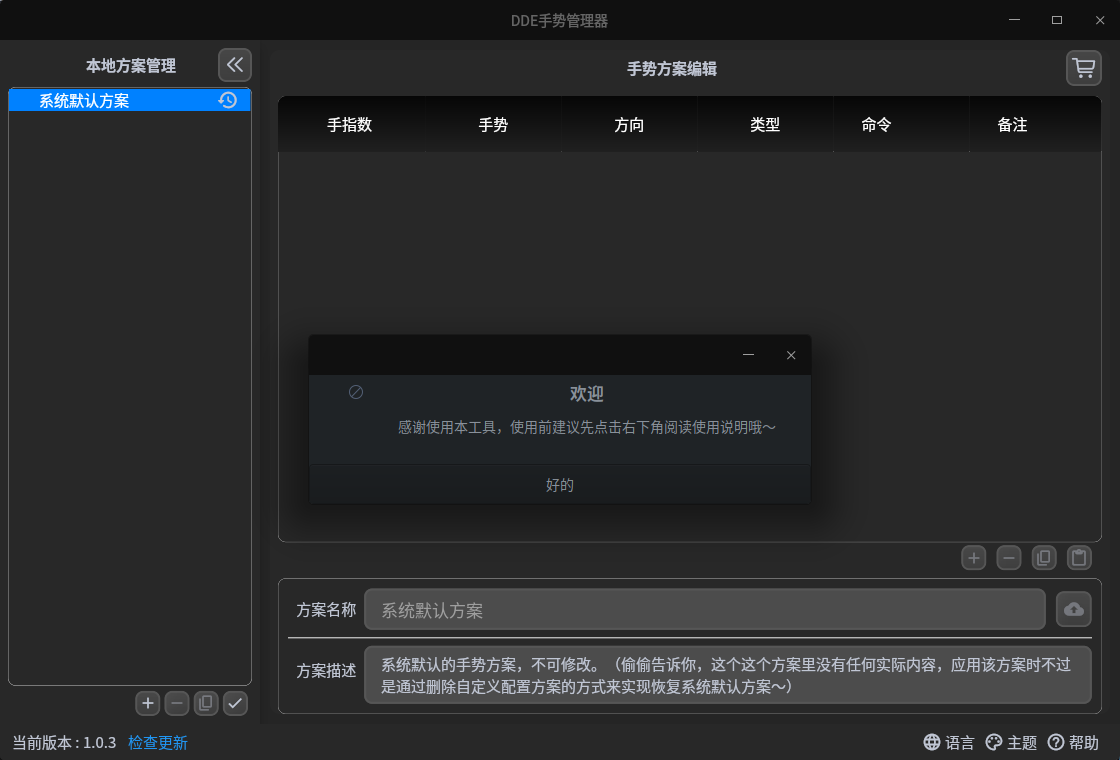 DDE手势管理器
本地方案管理
手势方案编辑
系统默认方案
手指数 手势 方向 类型 命令 备注
欢迎
感谢使用本工具，使用前建议先点击右下角阅读使用说明哦～
好的
方案名称 系统默认方案
方案描述 系统默认的手势方案，不可修改。（偷偷告诉你，这个这个方案里没有任何实际内容，应用该方案时不过
是通过删除自定义配置方案的方式来实现恢复系统默认方案～）
当前版本 : 1.0.3 检查更新 语言 主题 帮助